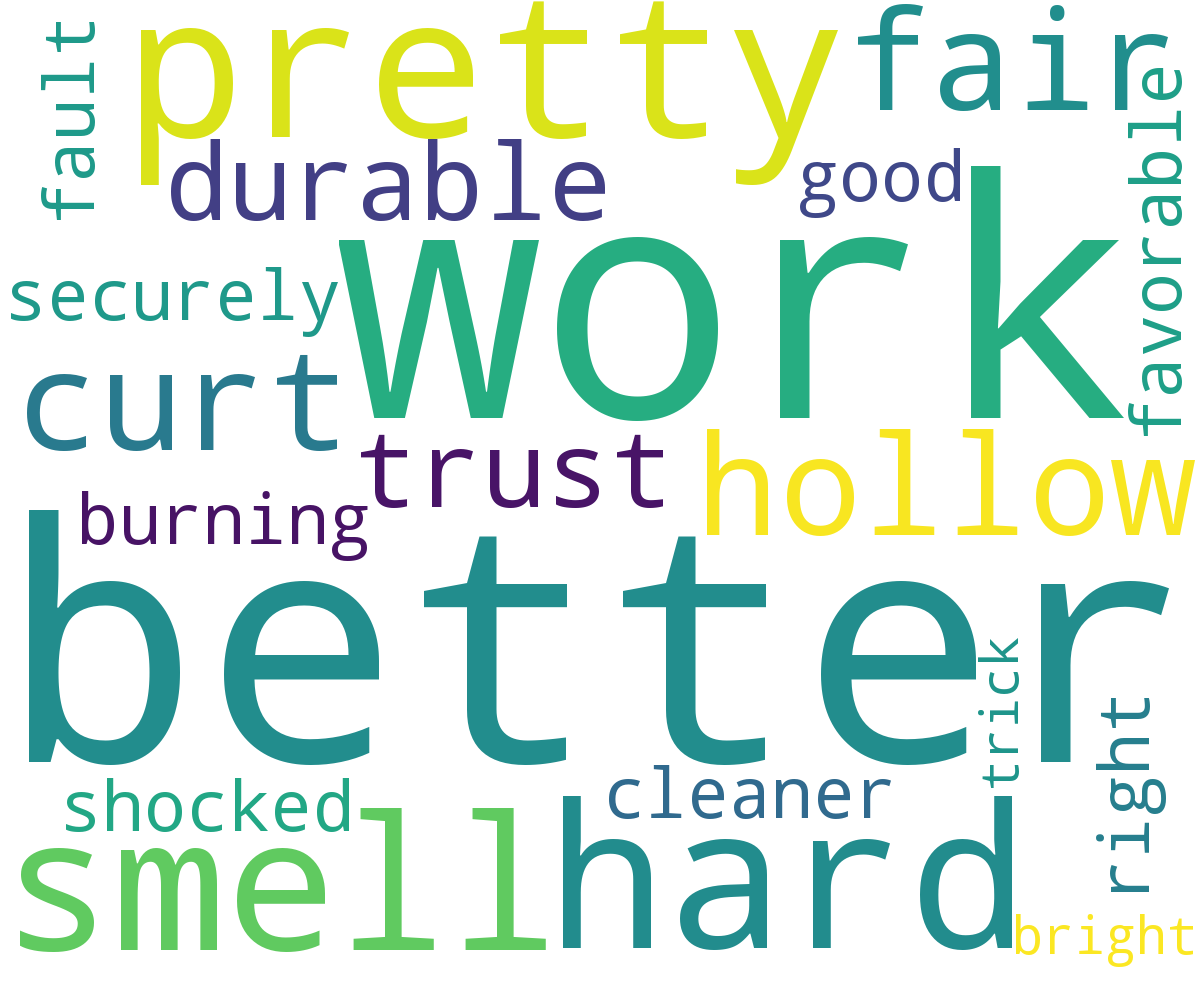 fault
pretty
fair
durable
good
favorable
securely
work
curt
trust
hollow
burning
better
trick
right
shocked
cleaner
smell
hard
bright